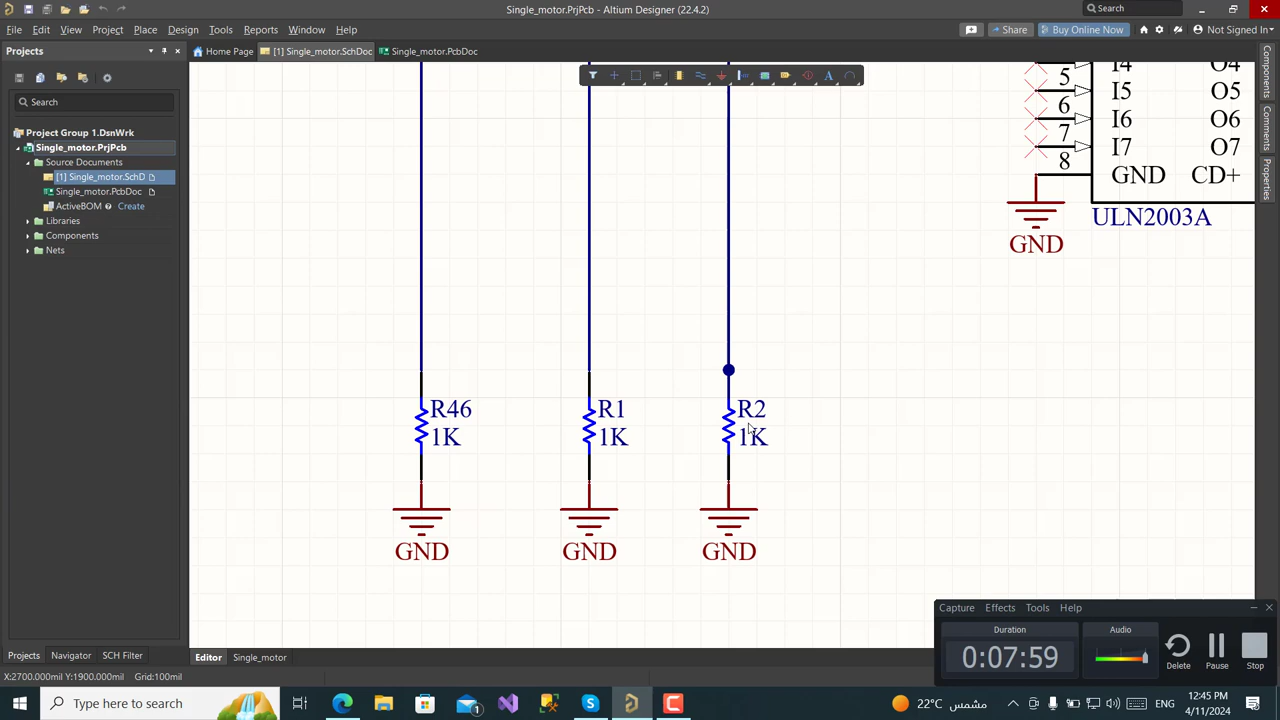 Single_motor.PrjPcb - Altium Designer (22.4.2)
Search
File Edit View Project Place Design Tools Reports Window Help
Share
Buy Online Now
Not Signed In
Projects
Home Page
[1] Single_motor.SchDoc
Single_motor.PcbDoc
Search
Project Group 1.DsnWrk
Single_motor.PrjPcb
Source Documents
[1] Single_motor.SchD
Single_motor.PcbDoc
ActiveBOM Create
Libraries
Components
Nets
Components
Comments
Properties
I4 O4
5 I5 O5
6 I6 O6
7 I7 O7
8 GND CD+
ULN2003A
GND
R46
1K
R1
1K
R2
1K
GND
GND
GND
Capture Effects Tools Help
Duration
Audio
0:07:59
Delete
Pause
Stop
Projects Navigator SCH Filter
Editor Single_motor
X:2700.000mil Y:1900.000mil Grid:100mil
Type here to search
1
22°C مشمس
ENG
12:45 PM
4/11/2024